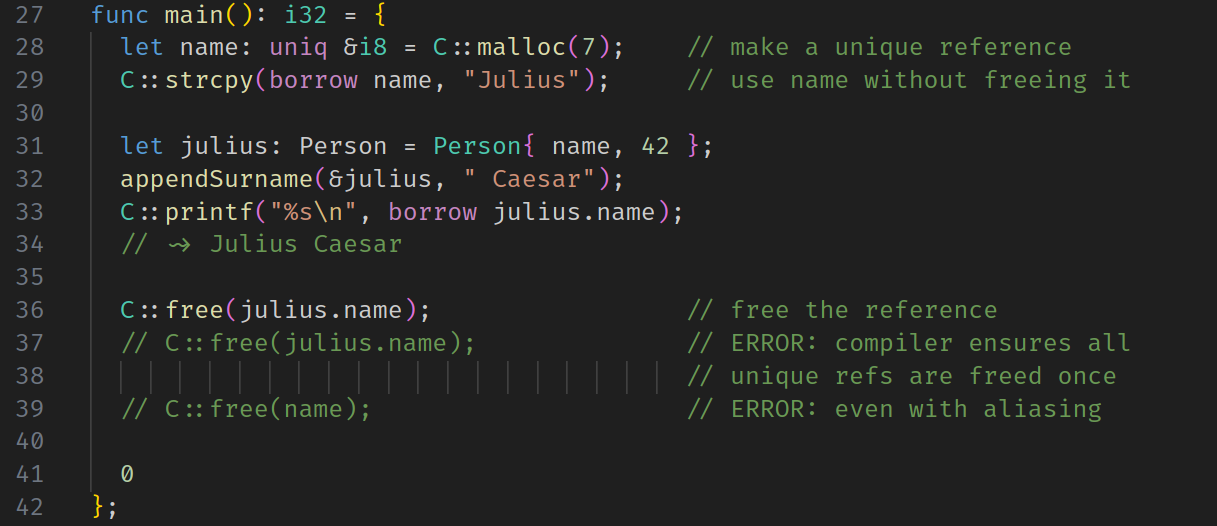 27 func main(): i32 = {
28 let name: uniq &i8 = C::malloc(7); // make a unique reference
29 C::strcpy(borrow name, "Julius"); // use name without freeing it
30
31 let julius: Person = Person{ name, 42 };
32 appendSurname(&julius, " Caesar");
33 C::printf("%s\n", borrow julius.name);
34 // ⇝ Julius Caesar
35
36 C::free(julius.name); // free the reference
37 // C::free(julius.name); // ERROR: compiler ensures all
38 // unique refs are freed once
39 // C::free(name); // ERROR: even with aliasing
40
41 0
42 };